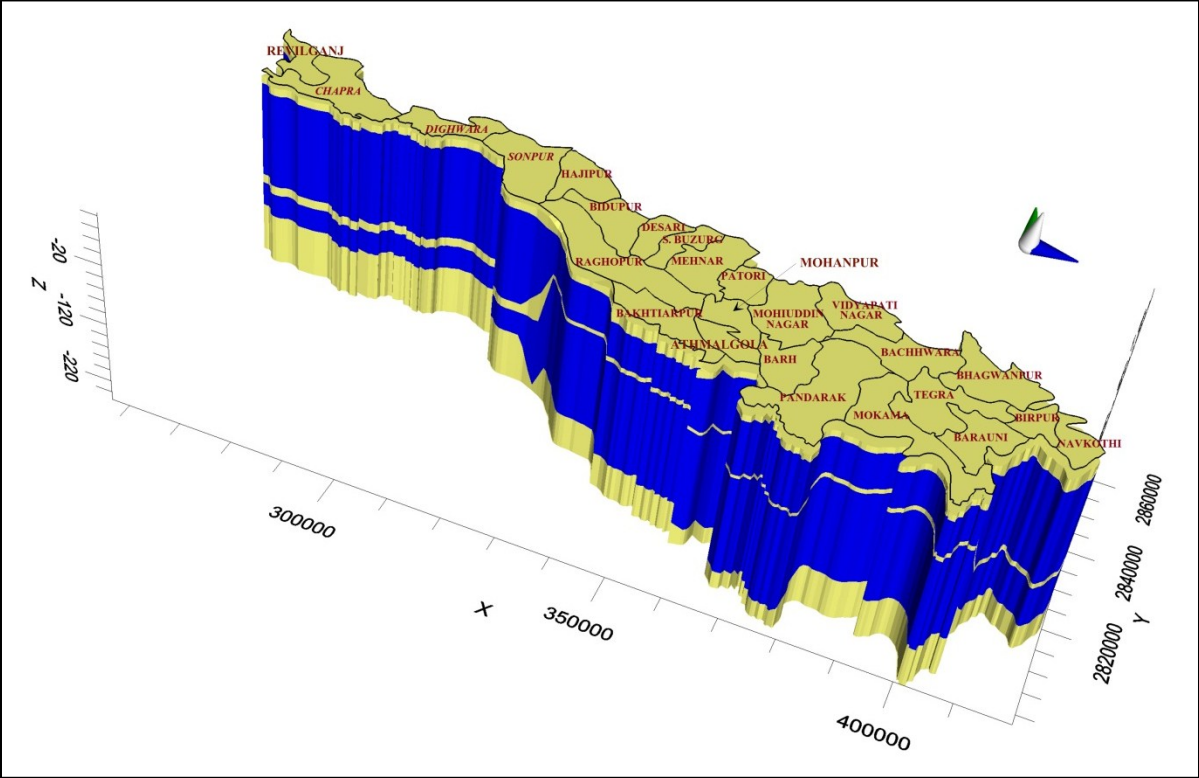 REVILGANJ
CHAPRA
DIGHWARA
SONPUR
HAJIPUR
BIDUPUR
DESARI
S. BUZURG
RAGHOPUR
MEHNAR
MOHANPUR
PATORI
BAKHTIARPUR
MOHIUDDIN
NAGAR
VIDYAPATI
NAGAR
ATHMALGOLA
BARH
BACHHWARA
BHAGWANPUR
PANDARAK
TEGRA
MOKAMA
BIRPUR
BARAUNI
NAVKOTHI
-20
-120
-220
Z
300000
X
350000
400000
2860000
2840000
Y
2820000